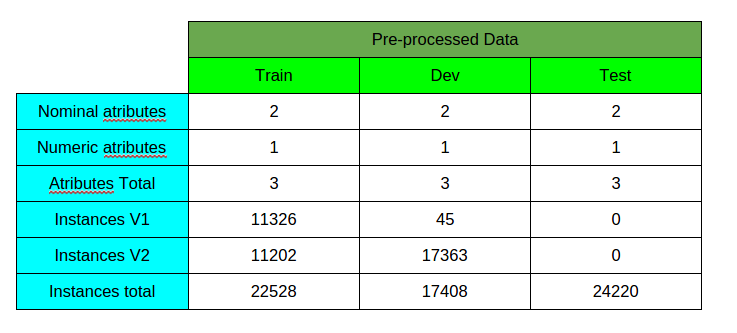 Pre-processed Data
Train Dev Test
Nominal atributes 2 2 2
Numeric atributes 1 1 1
Atributes Total 3 3 3
Instances V1 11326 45 0
Instances V2 11202 17363 0
Instances total 22528 17408 24220